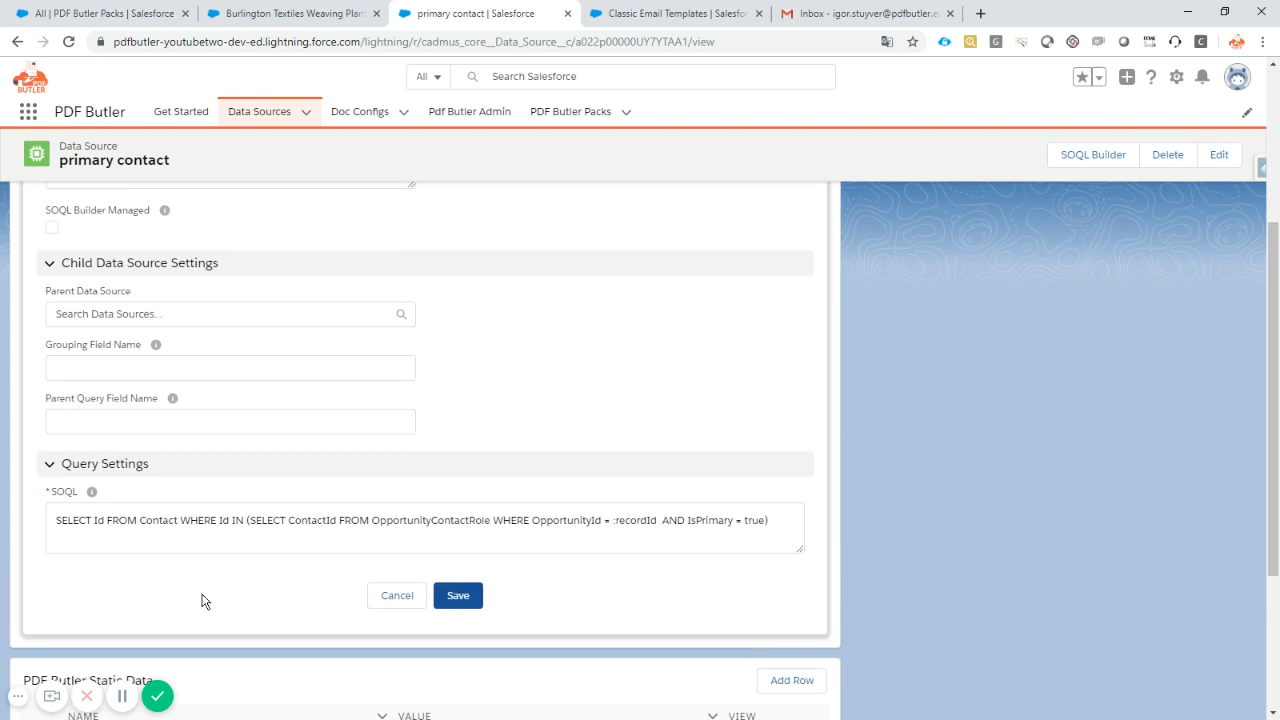 All | PDF Butler Packs | Salesforce
Burlington Textiles Weaving Plan
primary contact | Salesforce
Classic Email Templates | Salesfo
Inbox - igor.stuyver@pdfbutler.c
pdfbutler-youtubetwo-dev-ed.lightning.force.com/lightning/r/cadmus_core__Data_Source__c/a022p00000UY7YTAA1/view
PDF
BUTLER
All
Search Salesforce
PDF Butler
Get Started
Data Sources
Doc Configs
Pdf Butler Admin
PDF Butler Packs
Data Source
primary contact
SOQL Builder
Delete
Edit
SOQL Builder Managed
Child Data Source Settings
Parent Data Source
Search Data Sources...
Grouping Field Name
Parent Query Field Name
Query Settings
* SOQL
SELECT Id FROM Contact WHERE Id IN (SELECT ContactId FROM OpportunityContactRole WHERE OpportunityId = :recordId  AND IsPrimary = true)
Cancel
Save
PDF Butler Static Data
Add Row
NAME
VALUE
VIEW